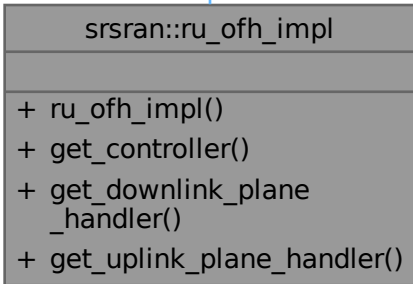 srsran::ru_ofh_impl
+ ru_ofh_impl()
+ get_controller()
+ get_downlink_plane
_handler()
+ get_uplink_plane_handler()